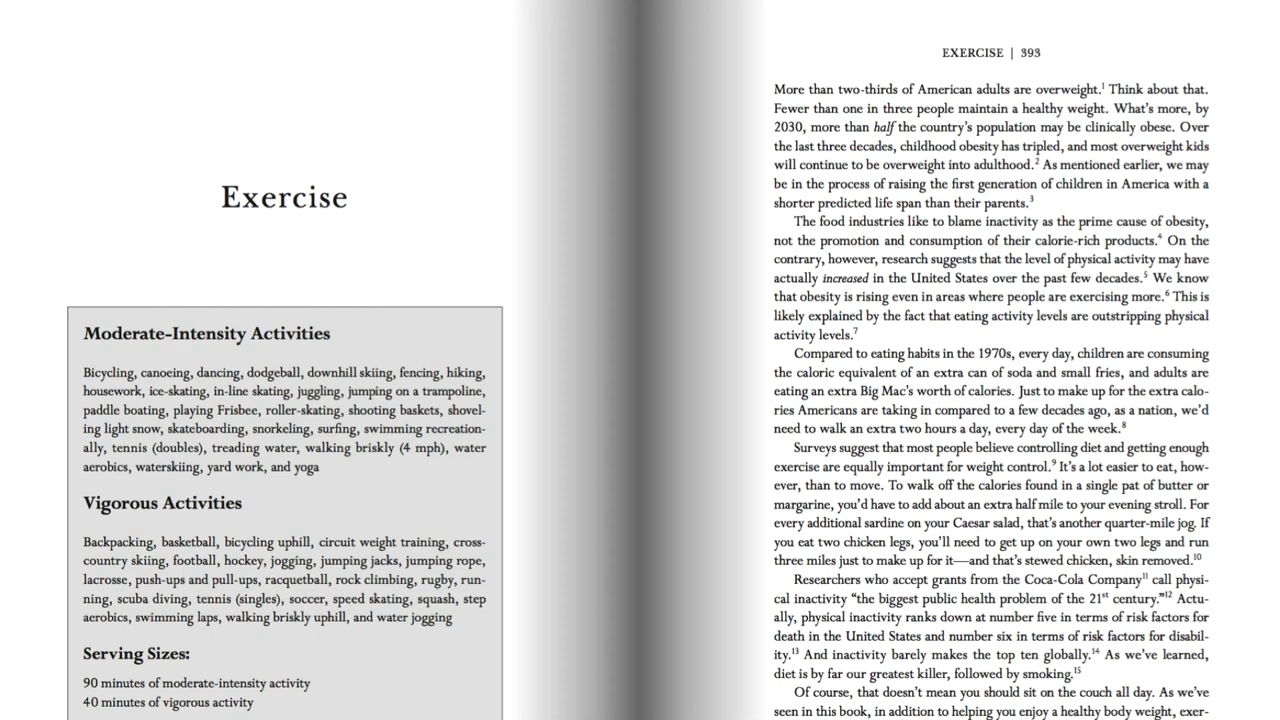 Exercise
Moderate-Intensity Activities
Bicycling, canoeing, dancing, dodgeball, downhill skiing, fencing, hiking,
housework, ice-skating, in-line skating, juggling, jumping on a trampoline,
paddle boating, playing Frisbee, roller-skating, shooting baskets, shovel-
ing light snow, skateboarding, snorkeling, surfing, swimming recreation-
ally, tennis (doubles), treading water, walking briskly (4 mph), water
aerobics, waterskiing, yard work, and yoga
Vigorous Activities
Backpacking, basketball, bicycling uphill, circuit weight training, cross-
country skiing, football, hockey, jogging, jumping jacks, jumping rope,
lacrosse, push-ups and pull-ups, racquetball, rock climbing, rugby, run-
ning, scuba diving, tennis (singles), soccer, speed skating, squash, step
aerobics, swimming laps, walking briskly uphill, and water jogging
Serving Sizes:
90 minutes of moderate-intensity activity
40 minutes of vigorous activity
EXERCISE | 393
More than two-thirds of American adults are overweight.1 Think about that.
Fewer than one in three people maintain a healthy weight. What's more, by
2030, more than half the country's population may be clinically obese. Over
the last three decades, childhood obesity has tripled, and most overweight kids
will continue to be overweight into adulthood.2 As mentioned earlier, we may
be in the process of raising the first generation of children in America with a
shorter predicted life span than their parents.3
The food industries like to blame inactivity as the prime cause of obesity,
not the promotion and consumption of their calorie-rich products.4 On the
contrary, however, research suggests that the level of physical activity may have
actually increased in the United States over the past few decades.5 We know
that obesity is rising even in areas where people are exercising more.6 This is
likely explained by the fact that eating activity levels are outstripping physical
activity levels.7
Compared to eating habits in the 1970s, every day, children are consuming
the caloric equivalent of an extra can of soda and small fries, and adults are
eating an extra Big Mac's worth of calories. Just to make up for the extra calo-
ries Americans are taking in compared to a few decades ago, as a nation, we'd
need to walk an extra two hours a day, every day of the week.8
Surveys suggest that most people believe controlling diet and getting enough
exercise are equally important for weight control.9 It's a lot easier to eat, how-
ever, than to move. To walk off the calories found in a single pat of butter or
margarine, you'd have to add about an extra half mile to your evening stroll. For
every additional sardine on your Caesar salad, that's another quarter-mile jog. If
you eat two chicken legs, you'll need to get up on your own two legs and run
three miles just to make up for it—and that's stewed chicken, skin removed.10
Researchers who accept grants from the Coca-Cola Company11 call physi-
cal inactivity "the biggest public health problem of the 21st century."12 Actu-
ally, physical inactivity ranks down at number five in terms of risk factors for
death in the United States and number six in terms of risk factors for disabil-
ity.13 And inactivity barely makes the top ten globally.14 As we've learned,
diet is by far our greatest killer, followed by smoking.15
Of course, that doesn't mean you should sit on the couch all day. As we've
seen in this book, in addition to helping you enjoy a healthy body weight, exer-